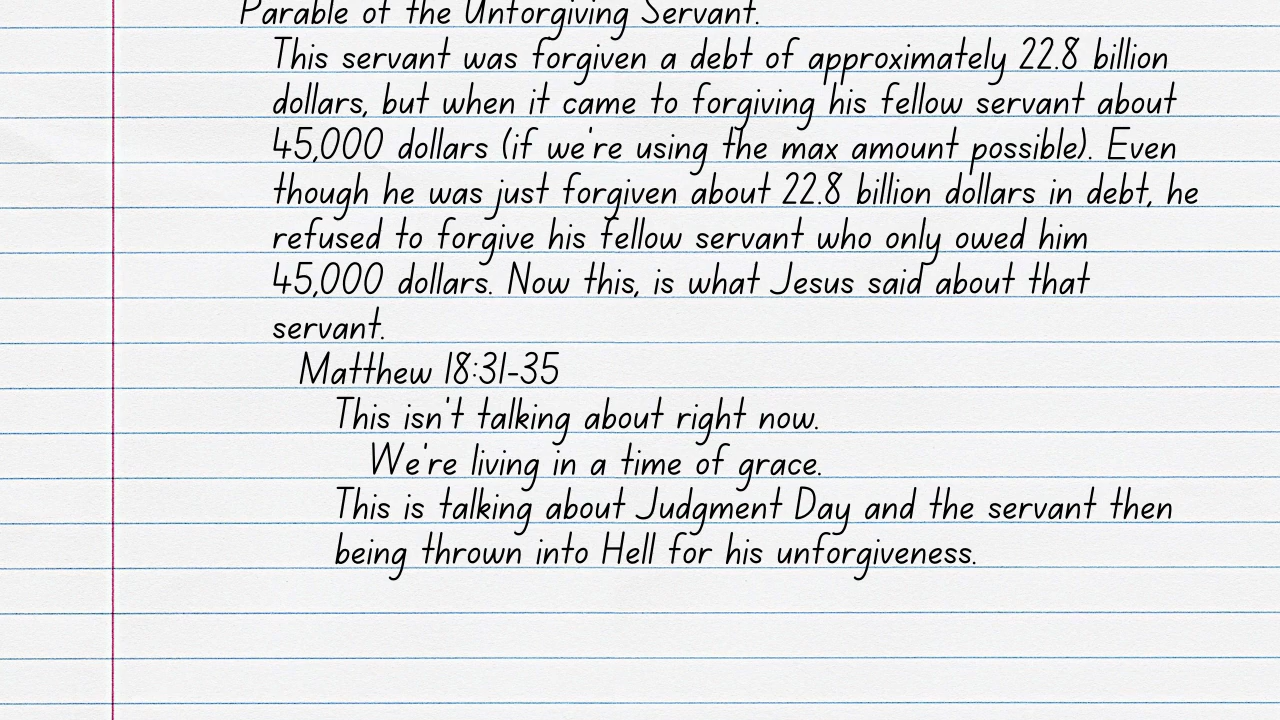 Parable of the Unforgiving Servant.
This servant was forgiven a debt of approximately 22.8 billion
dollars, but when it came to forgiving his fellow servant about
45,000 dollars (if we're using the max amount possible). Even
though he was just forgiven about 22.8 billion dollars in debt, he
refused to forgive his fellow servant who only owed him
45,000 dollars. Now this, is what Jesus said about that
servant.
Matthew 18:31-35
This isn't talking about right now.
We're living in a time of grace.
This is talking about Judgment Day and the servant then
being thrown into Hell for his unforgiveness.